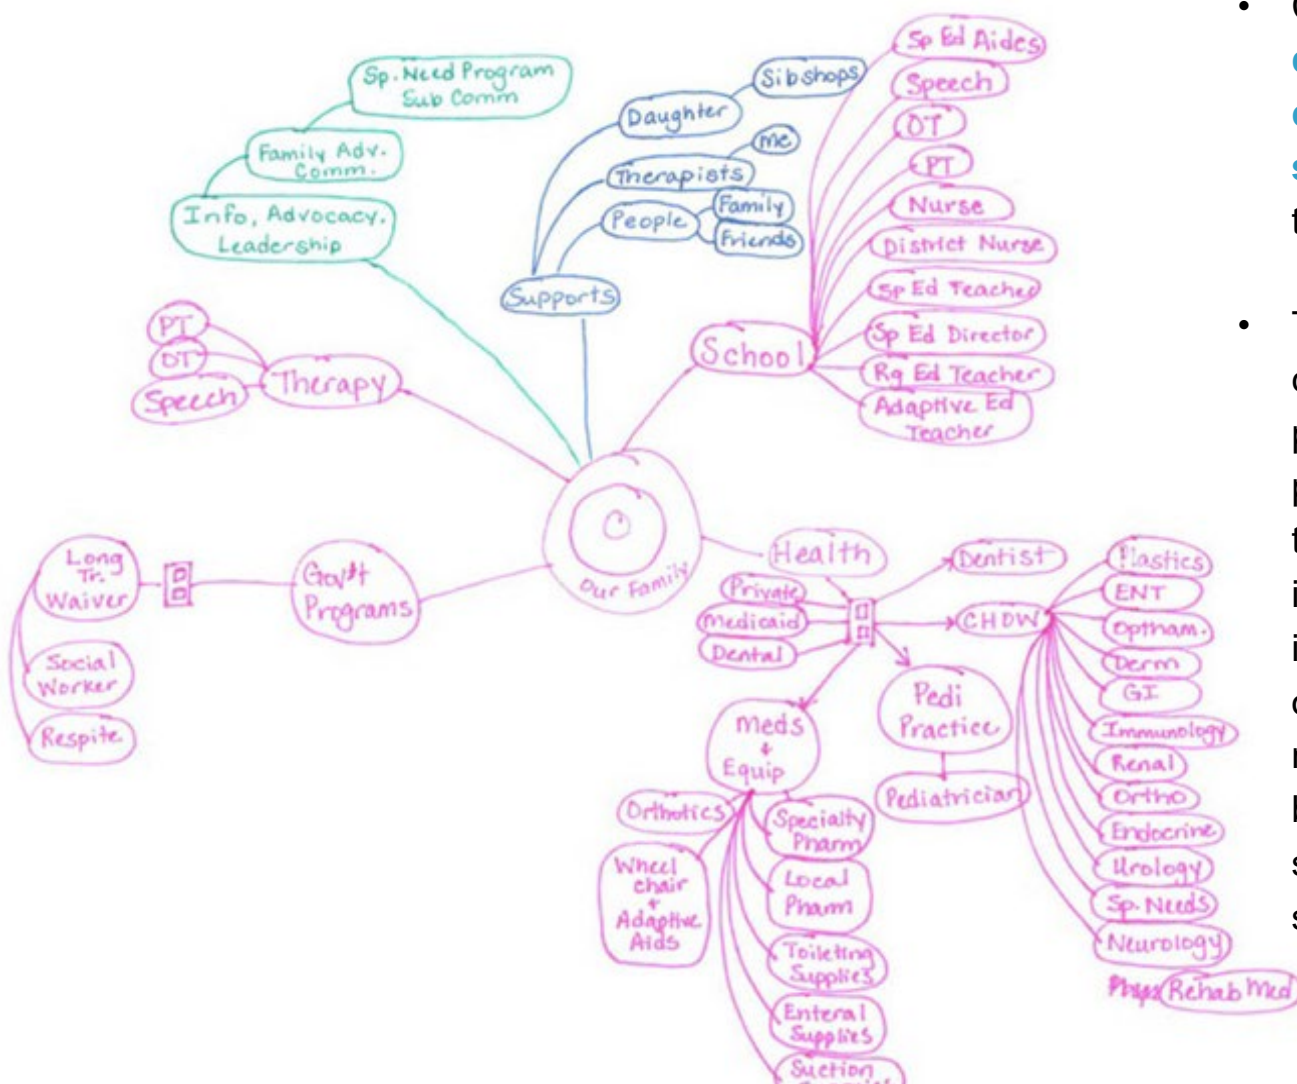 Sp. Need Program
Sub Comm
Family Adv.
Comm.
Info, Advocacy,
Leadership
Sibshops
Daughter
me
Therapists
People
Family
Friends
Supports
Sp Ed Aides
Speech
OT
PT
Nurse
District Nurse
Sp Ed Teacher
Sp Ed Director
Rg Ed Teacher
Adaptive Ed
Teacher
School
PT
OT
Speech
Therapy
Our Family
Long
Tr.
Waiver
Social
Worker
Respite
Gov't
Programs
Health
Private
Medicaid
Dental
Dentist
CHOW
Pedi
Practice
Pediatrician
Meds
+
Equip
Orthotics
Wheel
chair
+
Adaptive
Aids
Specialty
Pharm
Local
Pharm
Toileting
Supplies
Enteral
Supplies
Suction
Plastics
ENT
Optham.
Derm
GI
Immunology
Renal
Ortho
Endocrine
Urology
Sp. Needs
Neurology
Rehab Med